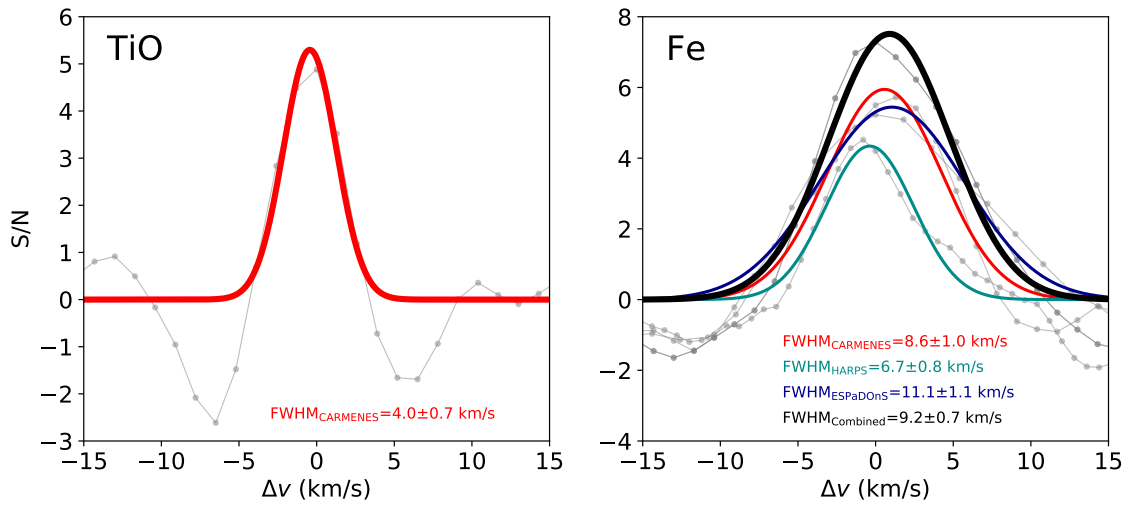 TiO
6
5
4
3
2
1
0
−1
−2
−3
S/N
−15 −10 −5 0 5 10 15
Δv (km/s)
FWHM_CARMENES=4.0±0.7 km/s
Fe
8
6
4
2
0
−2
−4
FWHM_CARMENES=8.6±1.0 km/s
FWHM_HARPS=6.7±0.8 km/s
FWHM_ESPaDOnS=11.1±1.1 km/s
FWHM_Combined=9.2±0.7 km/s
−15 −10 −5 0 5 10 15
Δv (km/s)